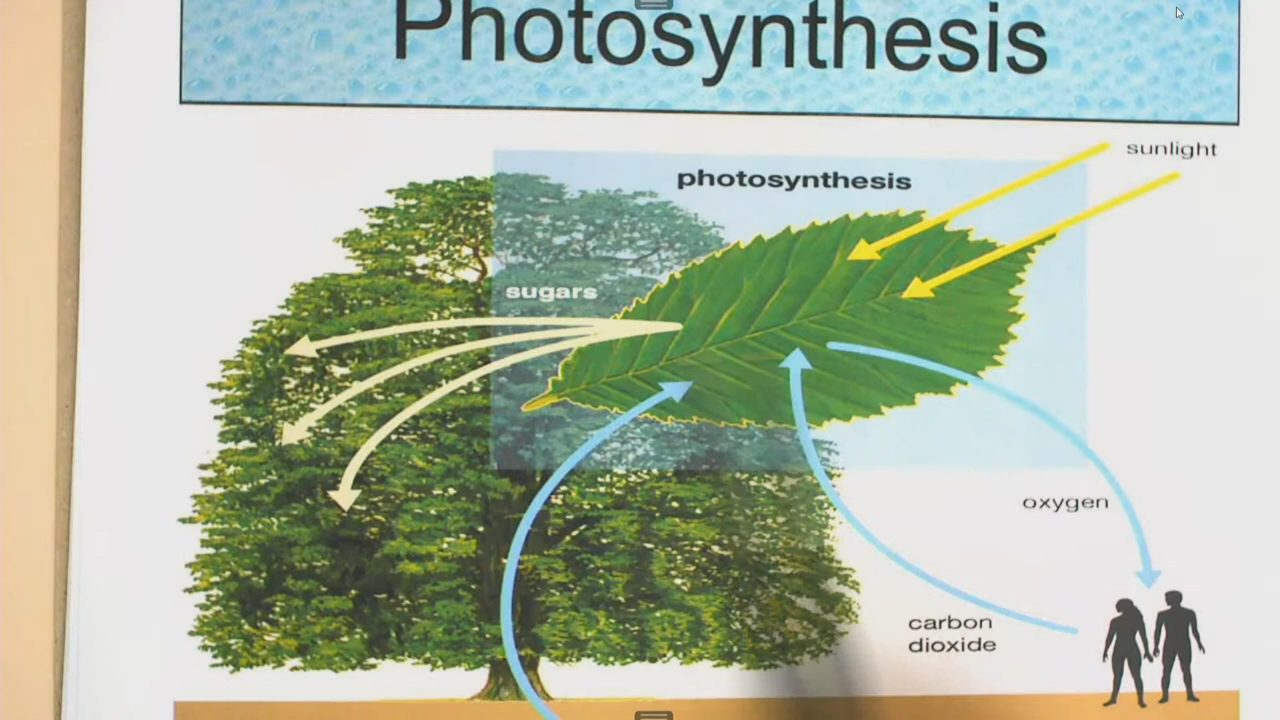 Photosynthesis
sunlight
photosynthesis
sugars
oxygen
carbon
dioxide